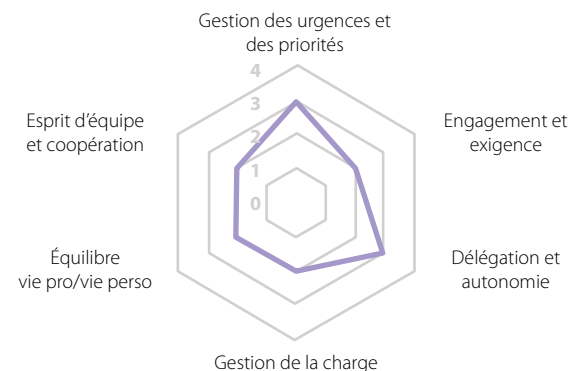 Gestion des urgences et
des priorités
4
3
2
1
0
Esprit d’équipe
et coopération
Engagement et
exigence
Équilibre
vie pro/vie perso
Délégation et
autonomie
Gestion de la charge